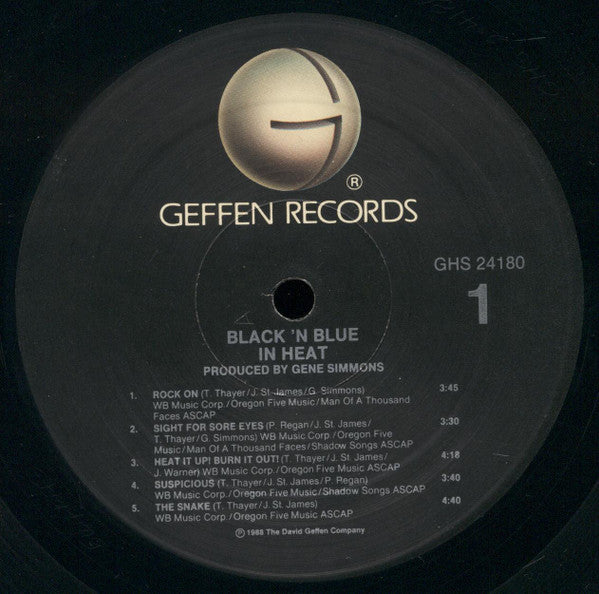 ®
GEFFEN RECORDS
GHS 24180
1
BLACK 'N BLUE
IN HEAT
PRODUCED BY GENE SIMMONS
1. ROCK ON (T. Thayer/J. St. James/G. Simmons) 3:45
WB Music Corp./Oregon Five Music/Man Of A Thousand
Faces ASCAP
2. SIGHT FOR SORE EYES (P. Regan/J. St. James/ 3:30
T. Thayer/G. Simmons) WB Music Corp./Oregon Five
Music/Man Of A Thousand Faces/Shadow Songs ASCAP
3. HEAT IT UP! BURN IT OUT! (T. Thayer/J. St. James/ 4:18
J. Warner) WB Music Corp./Oregon Five Music ASCAP
4. SUSPICIOUS (T. Thayer/J. St. James/P. Regan) 3:40
WB Music Corp./Oregon Five Music/Shadow Songs ASCAP
5. THE SNAKE (T. Thayer/J. St. James) 4:40
WB Music Corp./Oregon Five Music ASCAP
℗ 1988 The David Geffen Company